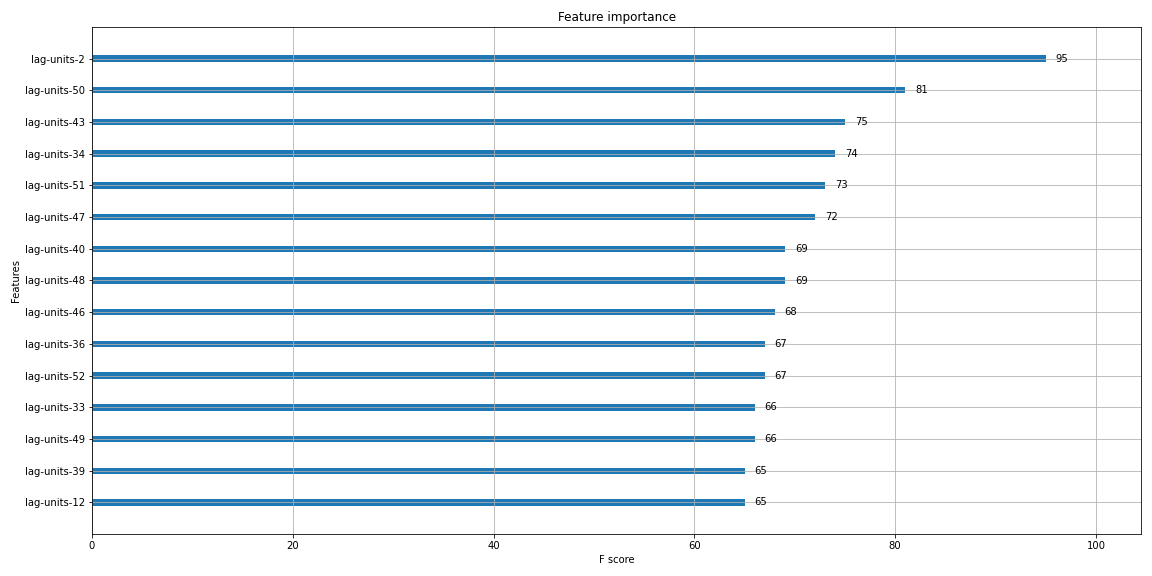 Feature importance
Features
lag-units-2 95
lag-units-50 81
lag-units-43 75
lag-units-34 74
lag-units-51 73
lag-units-47 72
lag-units-40 69
lag-units-48 69
lag-units-46 68
lag-units-36 67
lag-units-52 67
lag-units-33 66
lag-units-49 66
lag-units-39 65
lag-units-12 65
0 20 40 60 80 100
F score